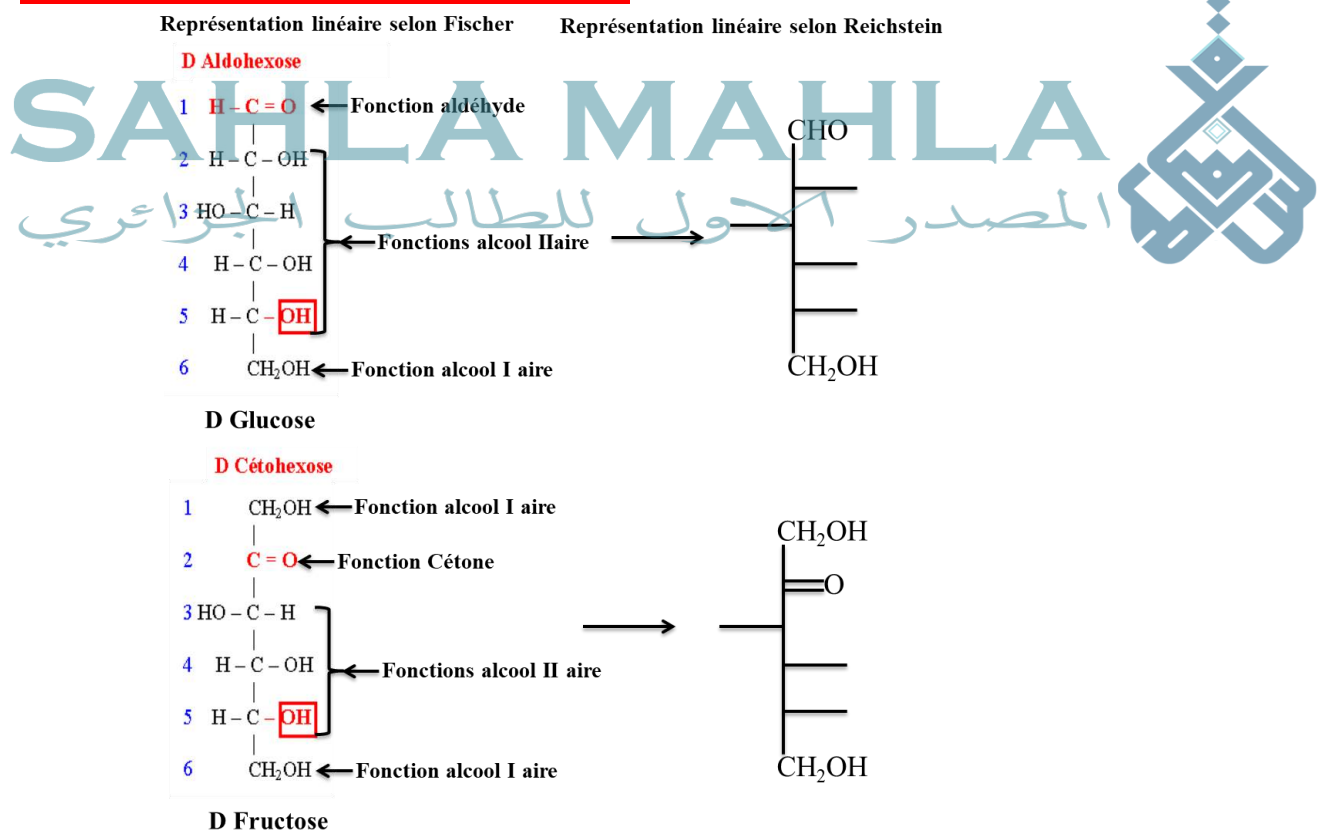 Représentation linéaire selon Fischer
Représentation linéaire selon Reichstein
D Aldohexose
SAHLA MAHLA
المصدر الاول للطالب الجزائري
1 H – C = O Fonction aldéhyde
2 H – C – OH
3 HO – C – H
Fonctions alcool IIaire
4 H – C – OH
5 H – C – OH
6 CH₂OH Fonction alcool I aire
CHO
CH₂OH
D Glucose
D Cétohexose
1 CH₂OH Fonction alcool I aire
2 C = O Fonction Cétone
3 HO – C – H
4 H – C – OH
Fonctions alcool II aire
5 H – C – OH
6 CH₂OH Fonction alcool I aire
CH₂OH
O
CH₂OH
D Fructose